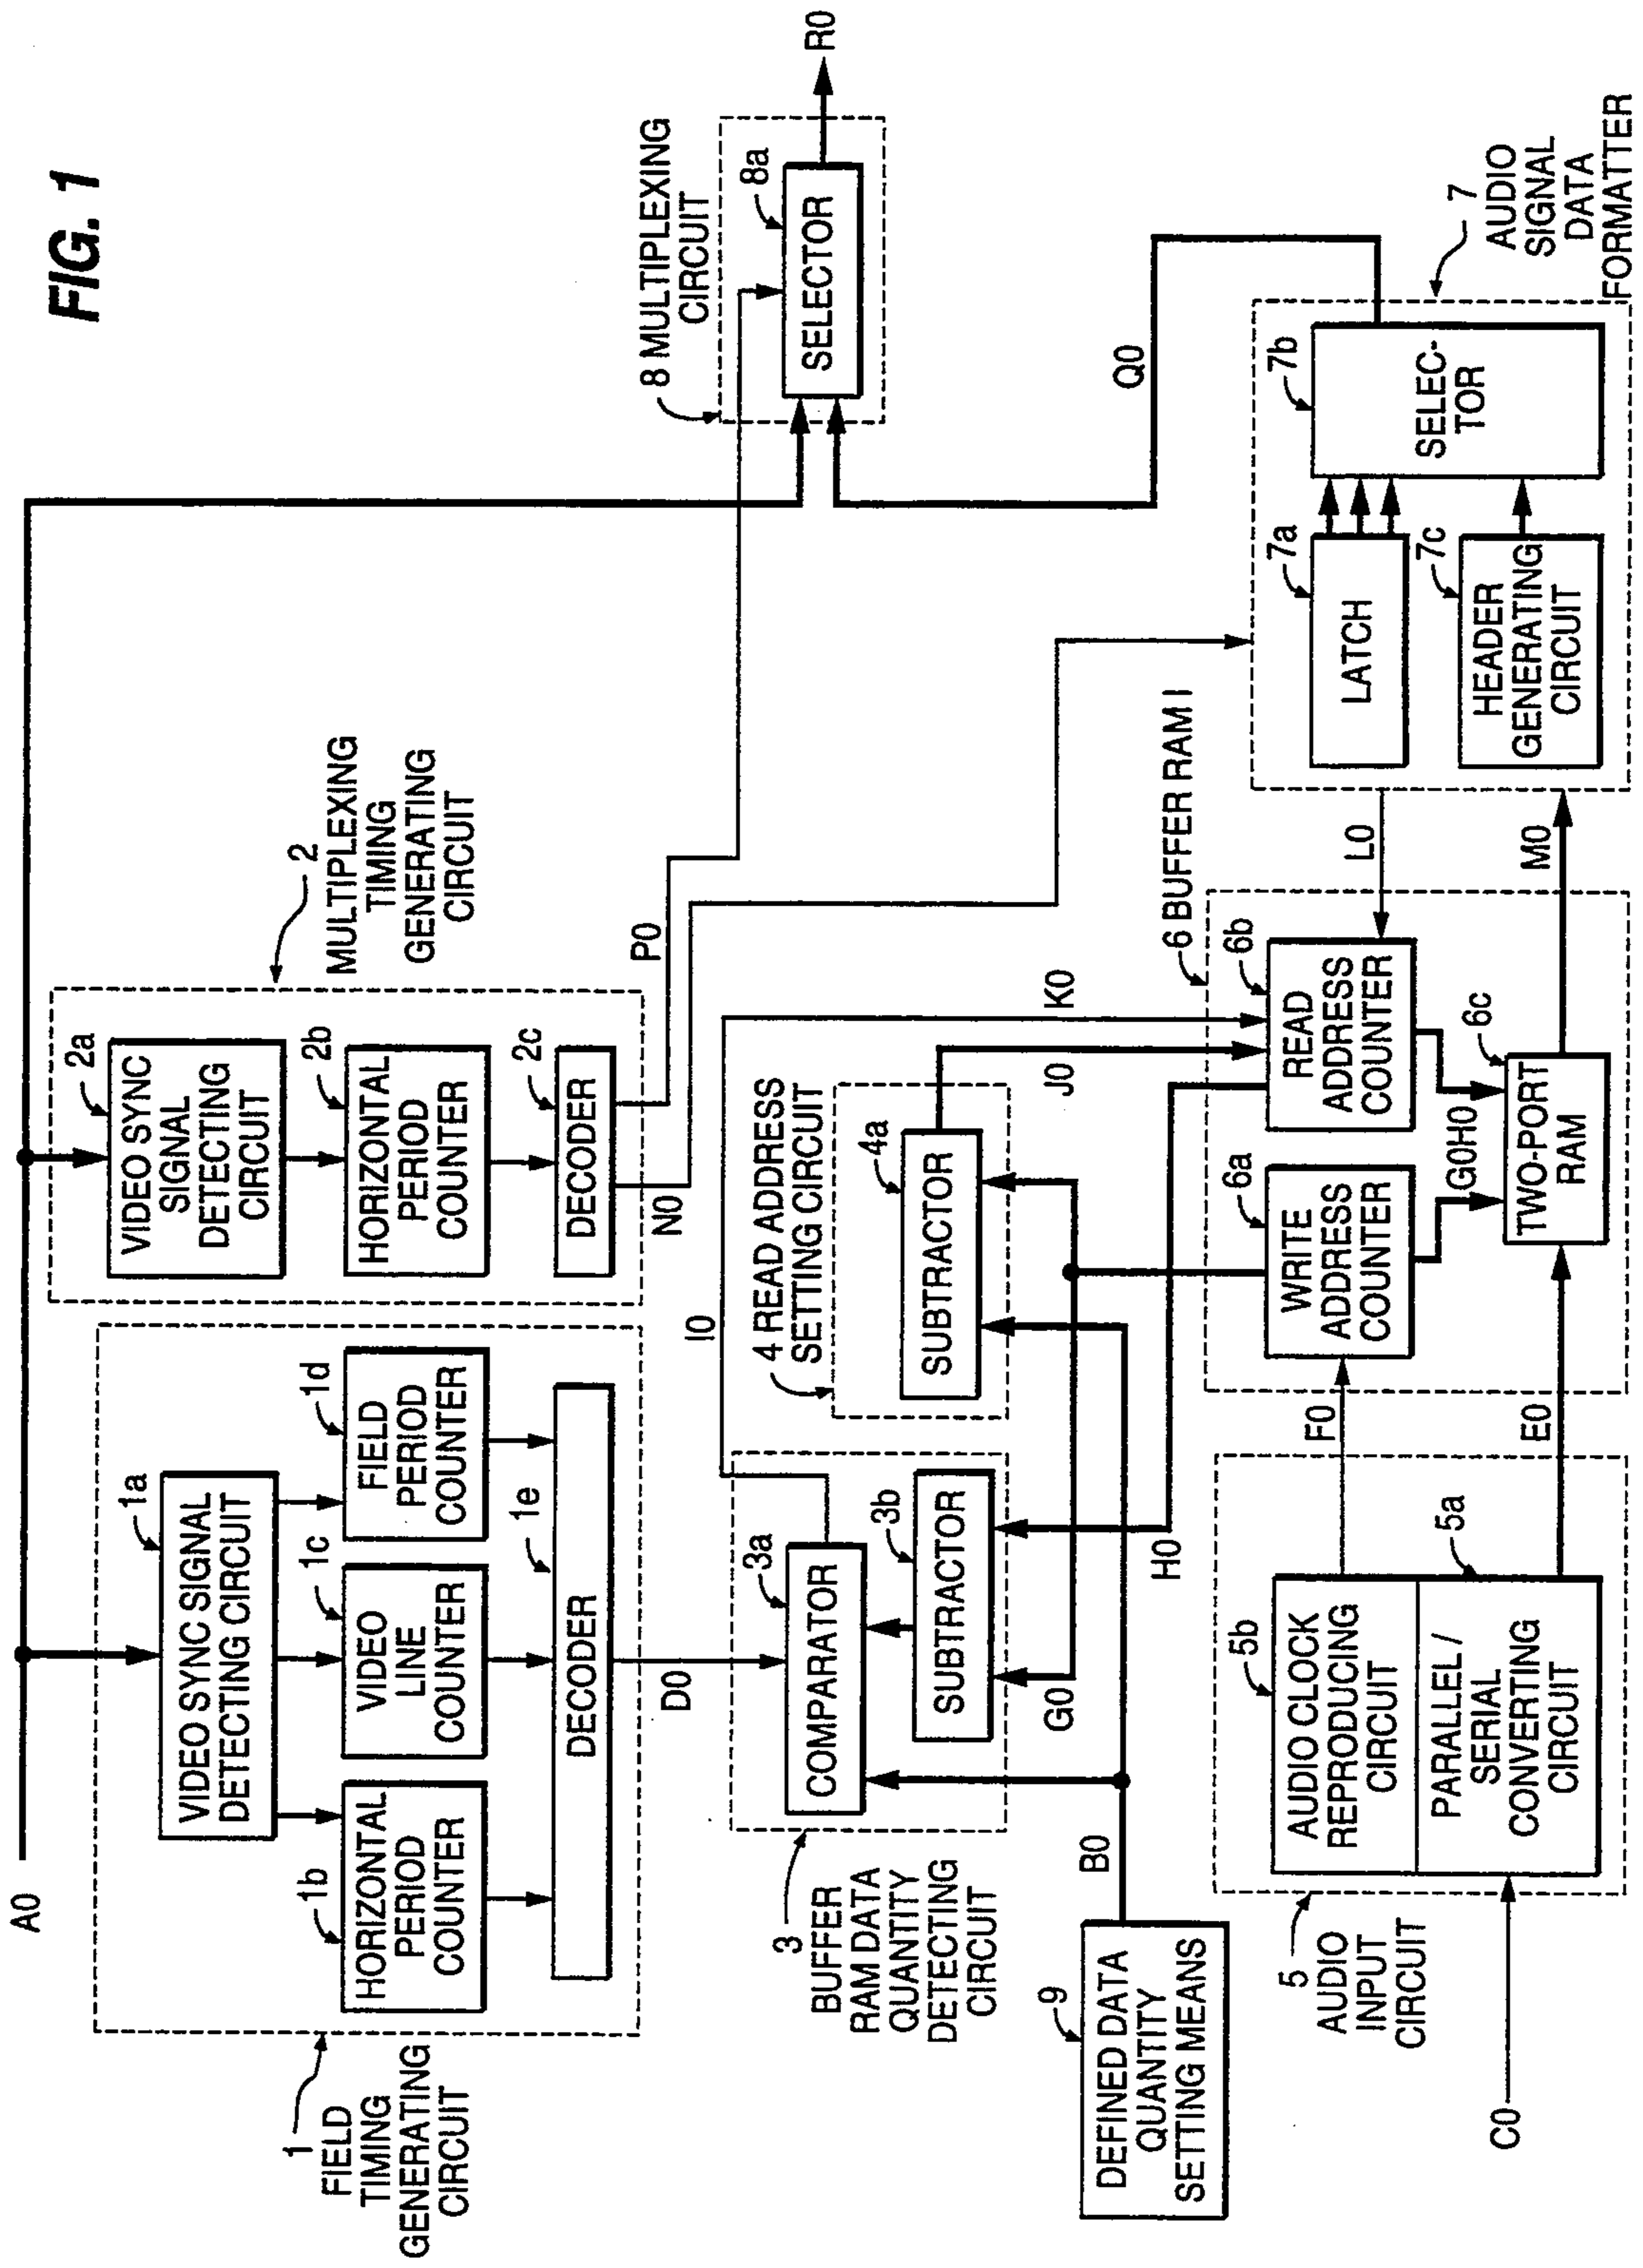 FIG. 1
A0
1
FIELD
TIMING
GENERATING
CIRCUIT
1a
VIDEO SYNC SIGNAL
DETECTING CIRCUIT
1b
HORIZONTAL
PERIOD
COUNTER
1c
VIDEO
LINE
COUNTER
1d
FIELD
PERIOD
COUNTER
1e
DECODER
D0
2
MULTIPLEXING
TIMING
GENERATING
CIRCUIT
2a
VIDEO SYNC
SIGNAL
DETECTING
CIRCUIT
2b
HORIZONTAL
PERIOD
COUNTER
2c
DECODER
N0
P0
8 MULTIPLEXING
CIRCUIT
8a
SELECTOR
R0
3
BUFFER
RAM DATA
QUANTITY
DETECTING
CIRCUIT
3a
COMPARATOR
3b
SUBTRACTOR
I0
4 READ ADDRESS
SETTING CIRCUIT
4a
SUBTRACTOR
J0
K0
G0
H0
B0
9
DEFINED DATA
QUANTITY
SETTING MEANS
5
AUDIO
INPUT
CIRCUIT
5b
AUDIO CLOCK
REPRODUCING
CIRCUIT
5a
PARALLEL/
SERIAL
CONVERTING
CIRCUIT
C0
F0
E0
6 BUFFER RAM I
6a
WRITE
ADDRESS
COUNTER
6b
READ
ADDRESS
COUNTER
G0H0
6c
TWO-PORT
RAM
L0
M0
7
AUDIO
SIGNAL
DATA
FORMATTER
7a
LATCH
7b
SELEC-
TOR
7c
HEADER
GENERATING
CIRCUIT
Q0